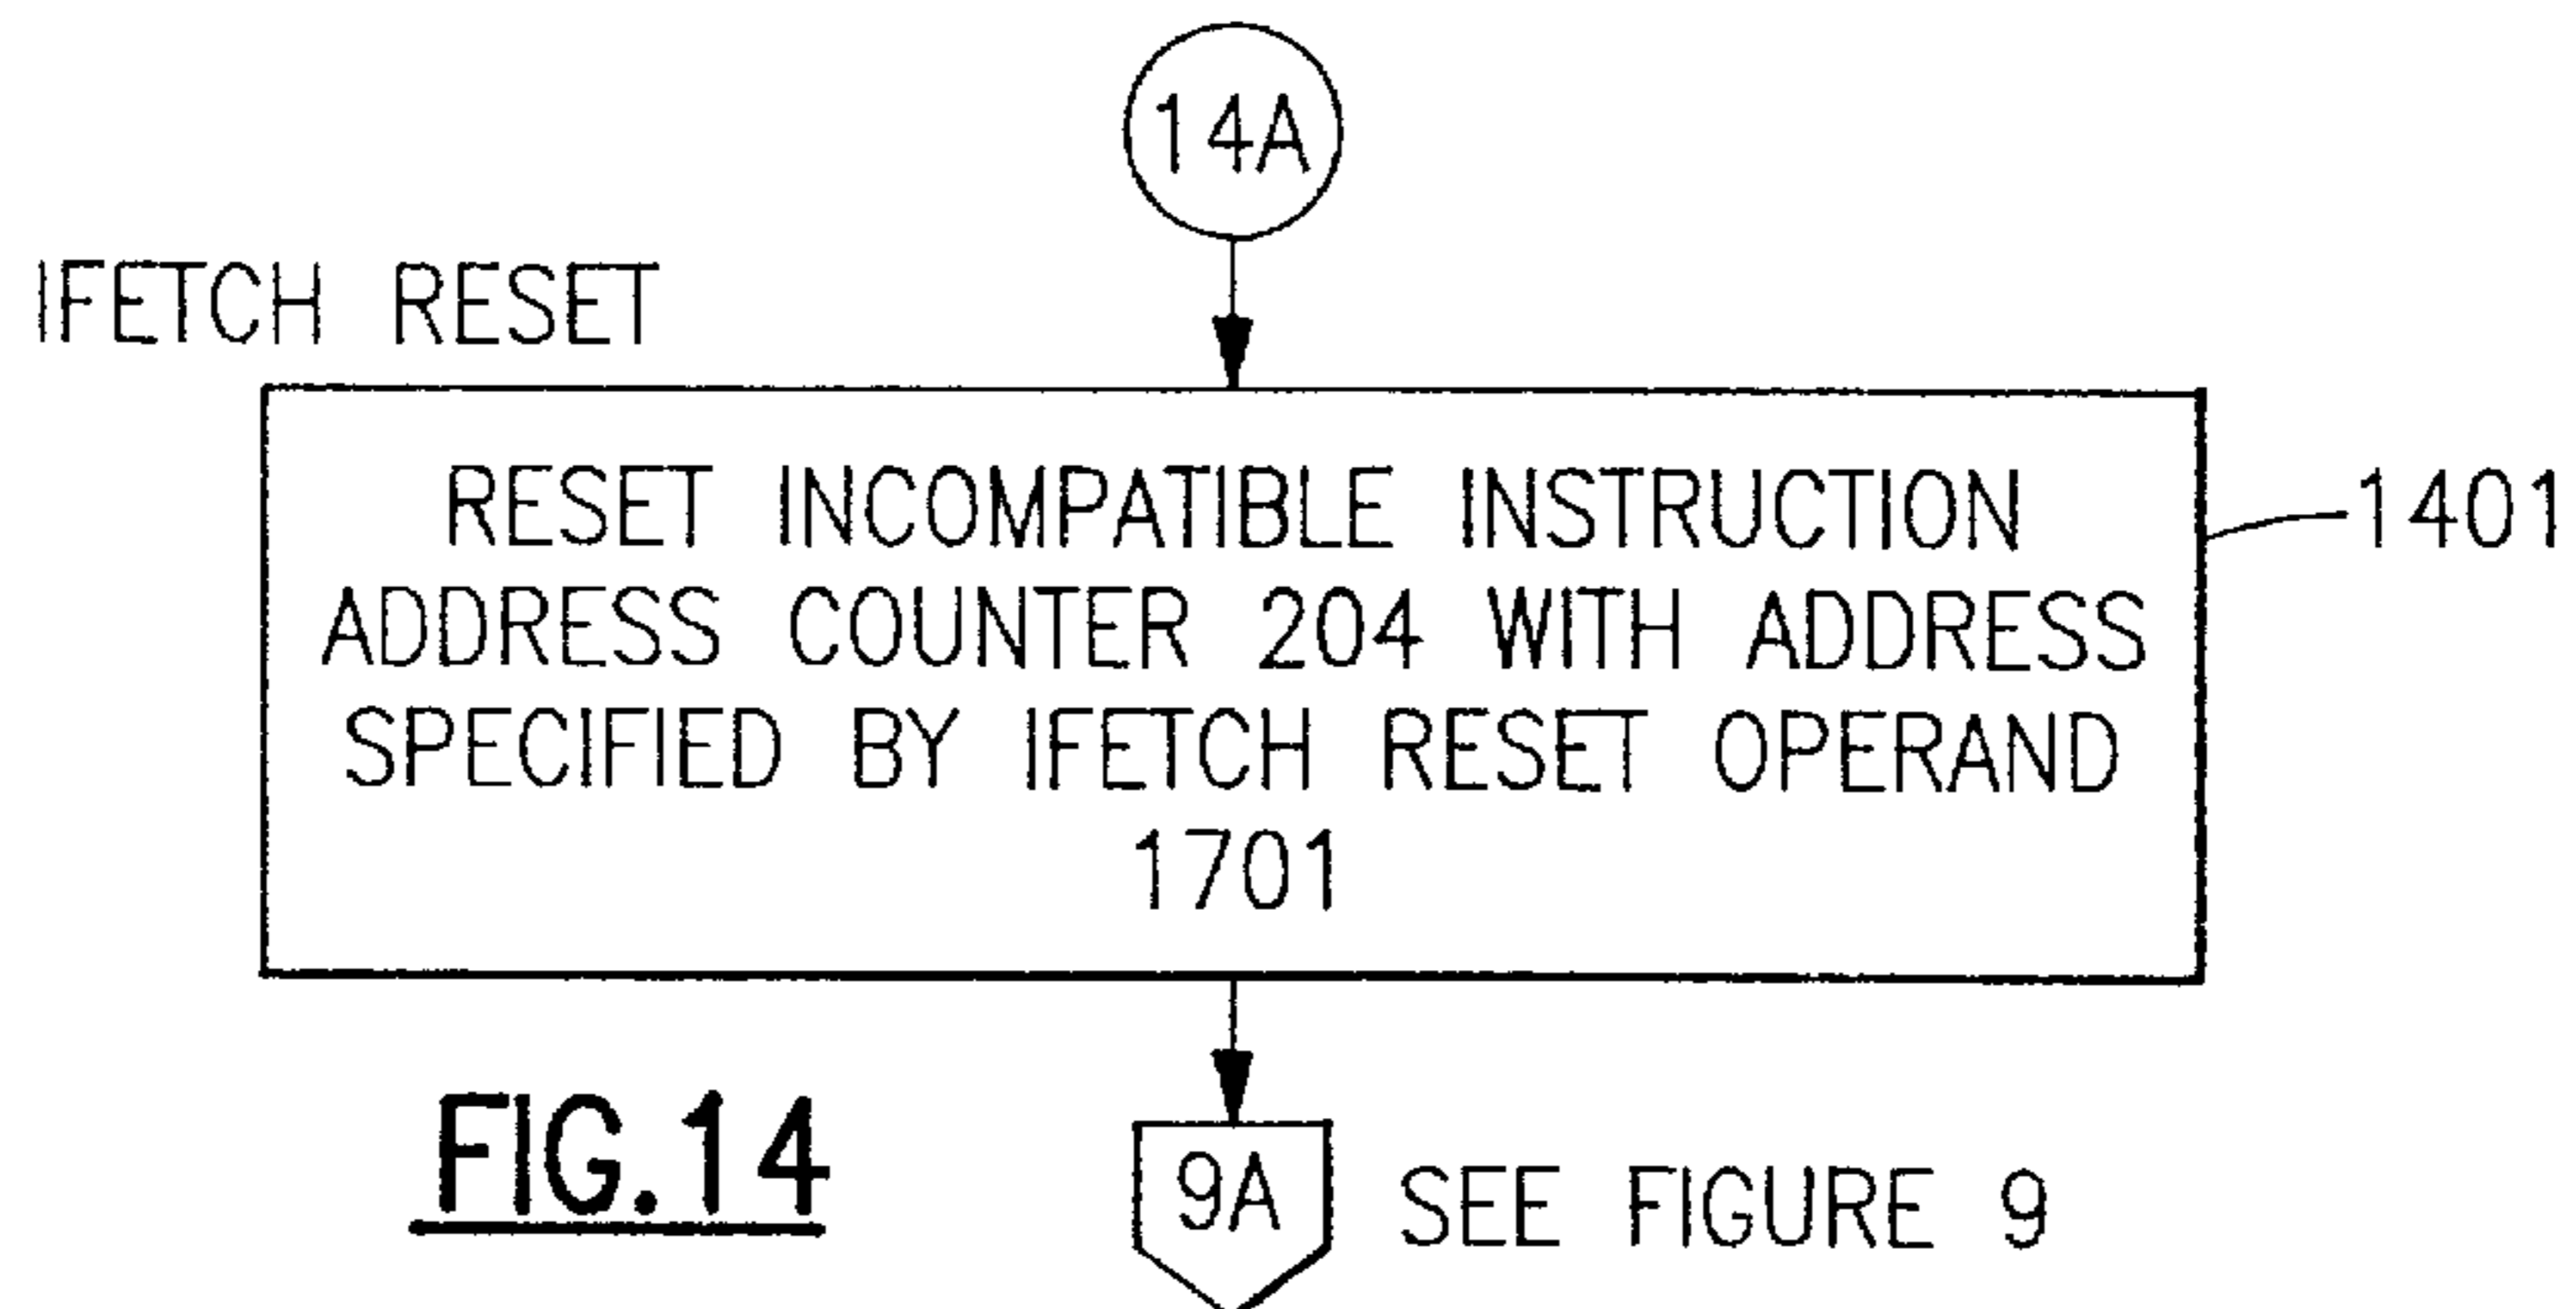 14A
IFETCH RESET
RESET INCOMPATIBLE INSTRUCTION
ADDRESS COUNTER 204 WITH ADDRESS
SPECIFIED BY IFETCH RESET OPERAND
1701
1401
9A SEE FIGURE 9
FIG.14